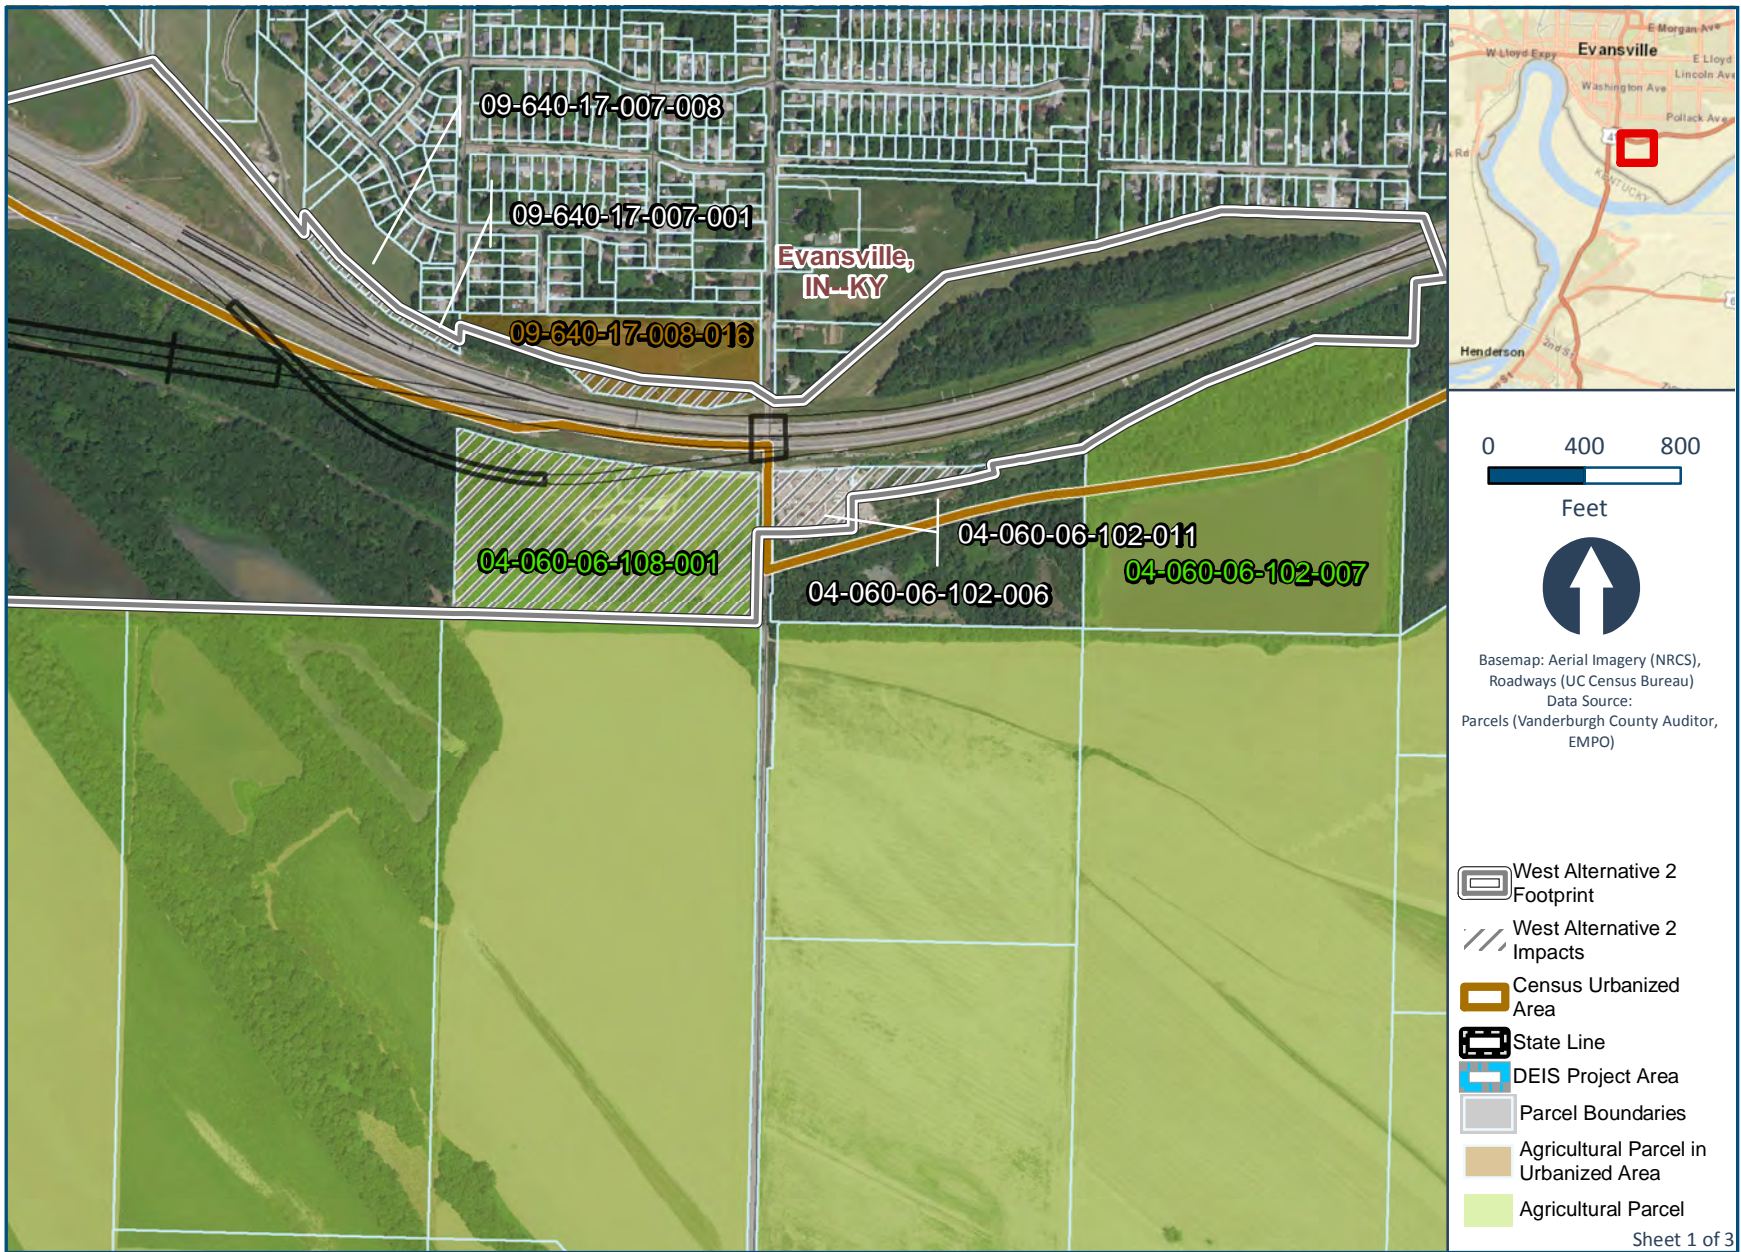 09-640-17-007-008
09-640-17-007-001
Evansville,
IN--KY
09-640-17-008-016
04-060-06-102-011
04-060-06-108-001
04-060-06-102-007
04-060-06-102-006
E Morgan Ave
W Lloyd Expy
Evansville
E Lloyd
Lincoln Ave
Washington Ave
Pollack Ave
Rd
KENTUCKY
Henderson
2nd St
0 400 800
Feet
Basemap: Aerial Imagery (NRCS),
Roadways (UC Census Bureau)
Data Source:
Parcels (Vanderburgh County Auditor,
EMPO)
West Alternative 2
Footprint
West Alternative 2
Impacts
Census Urbanized
Area
State Line
DEIS Project Area
Parcel Boundaries
Agricultural Parcel in
Urbanized Area
Agricultural Parcel
Sheet 1 of 3